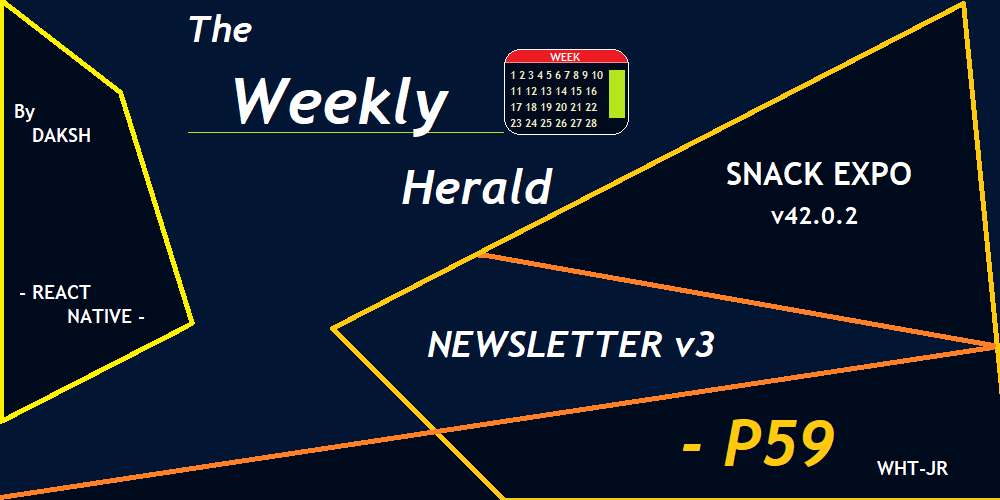 The
Weekly
Herald
WEEK
1 2 3 4 5 6 7 8 9 10
11 12 13 14 15 16
17 18 19 20 21 22
23 24 25 26 27 28
By
DAKSH
- REACT
NATIVE -
SNACK EXPO
v42.0.2
NEWSLETTER v3
- P59
WHT-JR